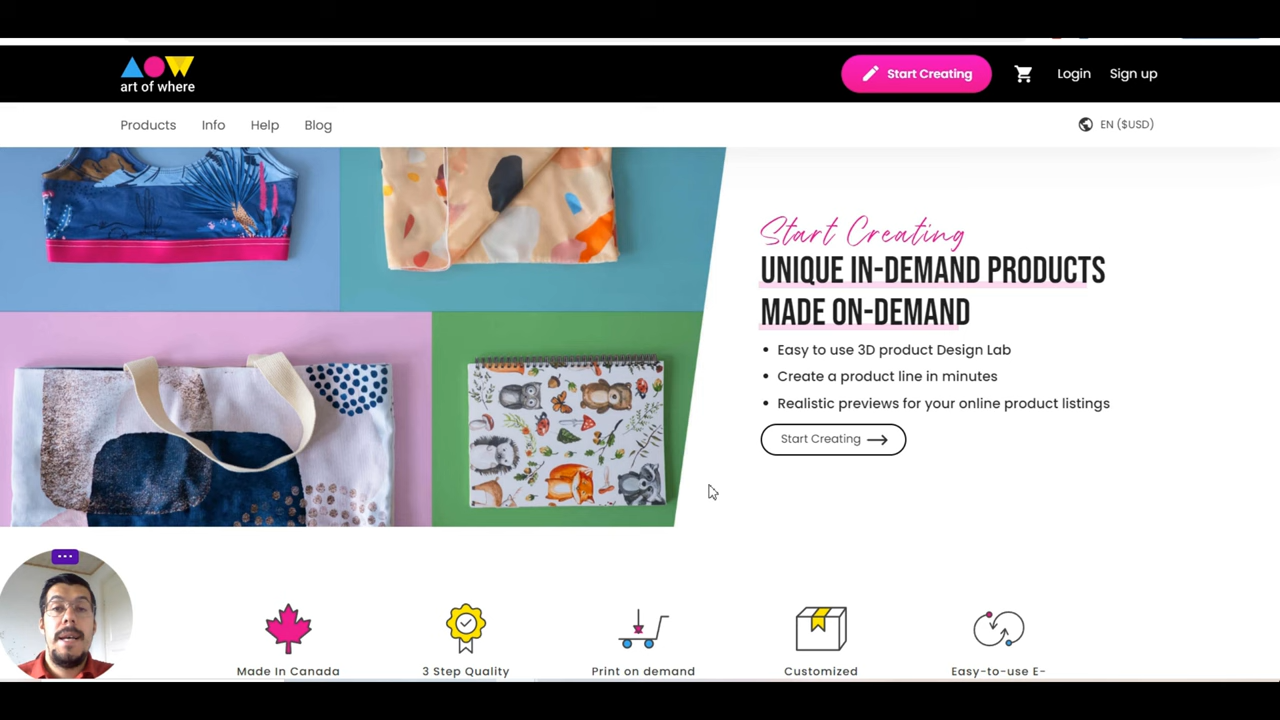 AOW
art of where
Start Creating
Login
Sign up
Products
Info
Help
Blog
EN ($USD)
Start Creating
UNIQUE IN-DEMAND PRODUCTS
MADE ON-DEMAND
• Easy to use 3D product Design Lab
• Create a product line in minutes
• Realistic previews for your online product listings
Start Creating
Made In Canada
3 Step Quality
Print on demand
Customized
Easy-to-use E-